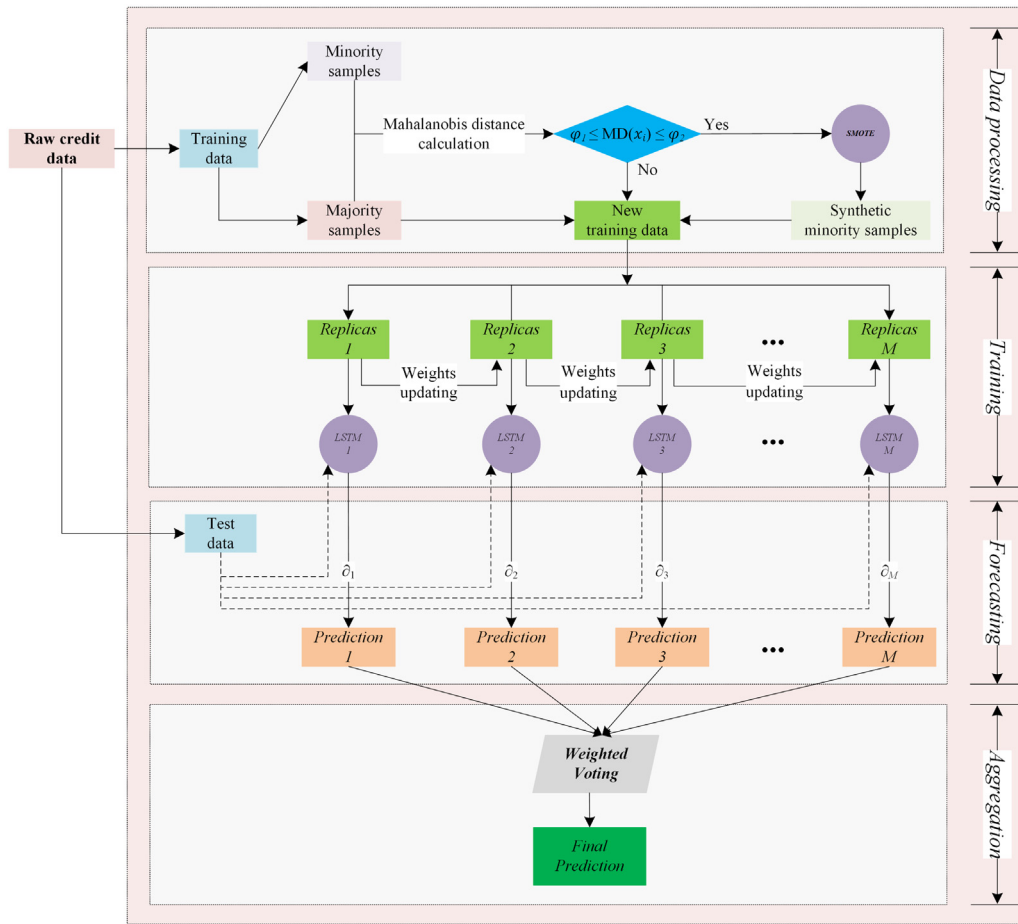 Minority
samples
Raw credit
data
Training
data
Mahalanobis distance
calculation
φ₁ ≤ MD(xᵢ) ≤ φ₂
Yes
SMOTE
No
Majority
samples
New
training data
Synthetic
minority samples
Data processing
Replicas
1
Replicas
2
Replicas
3
•••
Replicas
M
Weights
updating
Weights
updating
Weights
updating
LSTM
1
LSTM
2
LSTM
3
•••
LSTM
M
Training
Test
data
∂₁
∂₂
∂₃
∂M
Prediction
1
Prediction
2
Prediction
3
•••
Prediction
M
Forecasting
Weighted
Voting
Final
Prediction
Aggregation